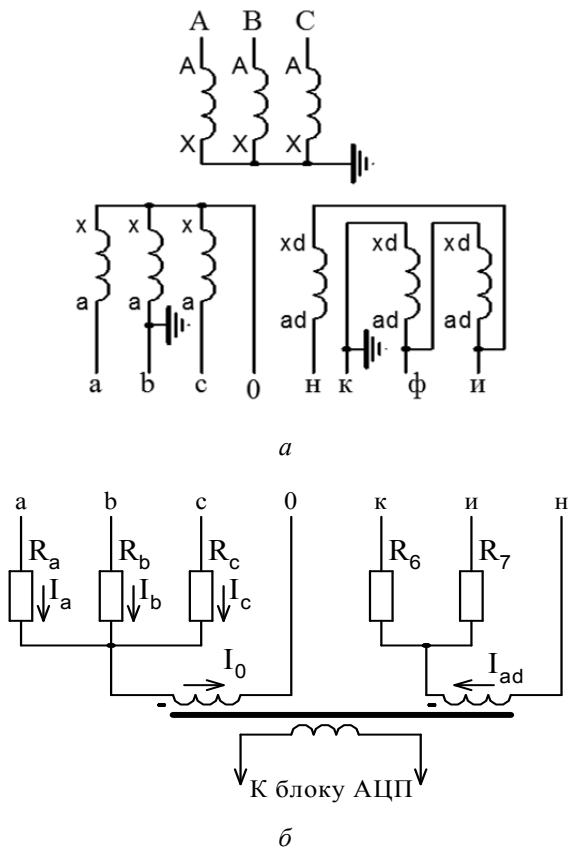 A B C
A A A
X X X
x x x xd xd xd
a a a ad ad ad
a b c 0 н к ф и
а
a b c 0 к и н
Ra Rb Rc R6 R7
Ia Ib Ic
I0 Iad
К блоку АЦП
б